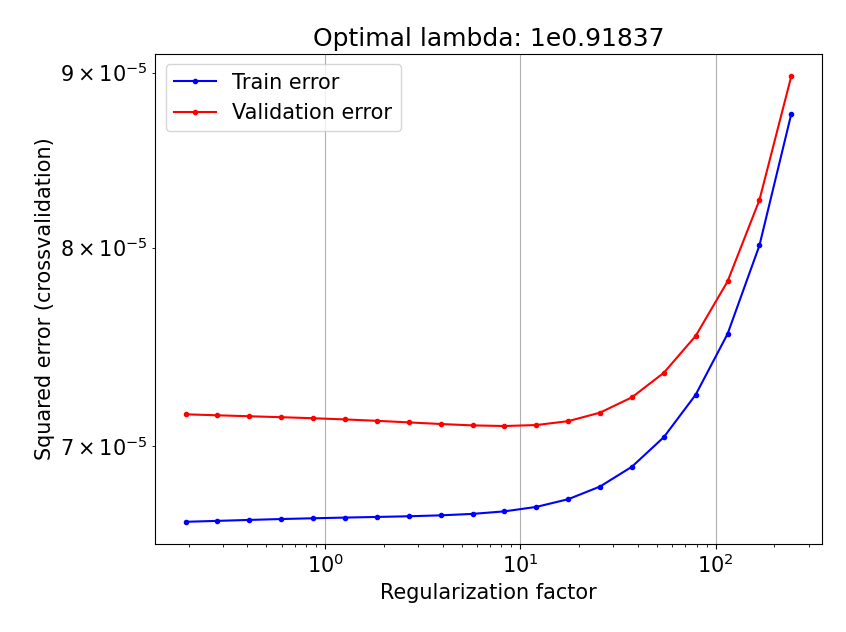 Optimal lambda: 1e0.91837
9 × 10⁻⁵
8 × 10⁻⁵
7 × 10⁻⁵
Squared error (crossvalidation)
Train error
Validation error
10⁰ 10¹ 10²
Regularization factor